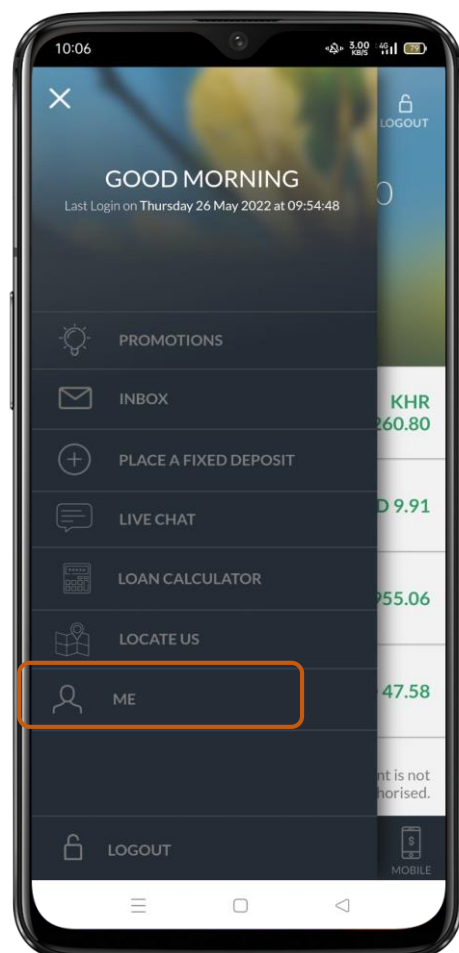 10:06
3.00 KB/S 4G 79
LOGOUT
GOOD MORNING
Last Login on Thursday 26 May 2022 at 09:54:48
PROMOTIONS
INBOX
KHR
260.80
PLACE A FIXED DEPOSIT
LIVE CHAT
D 9.91
LOAN CALCULATOR
955.06
LOCATE US
ME
47.58
nt is not
horised.
LOGOUT
MOBILE